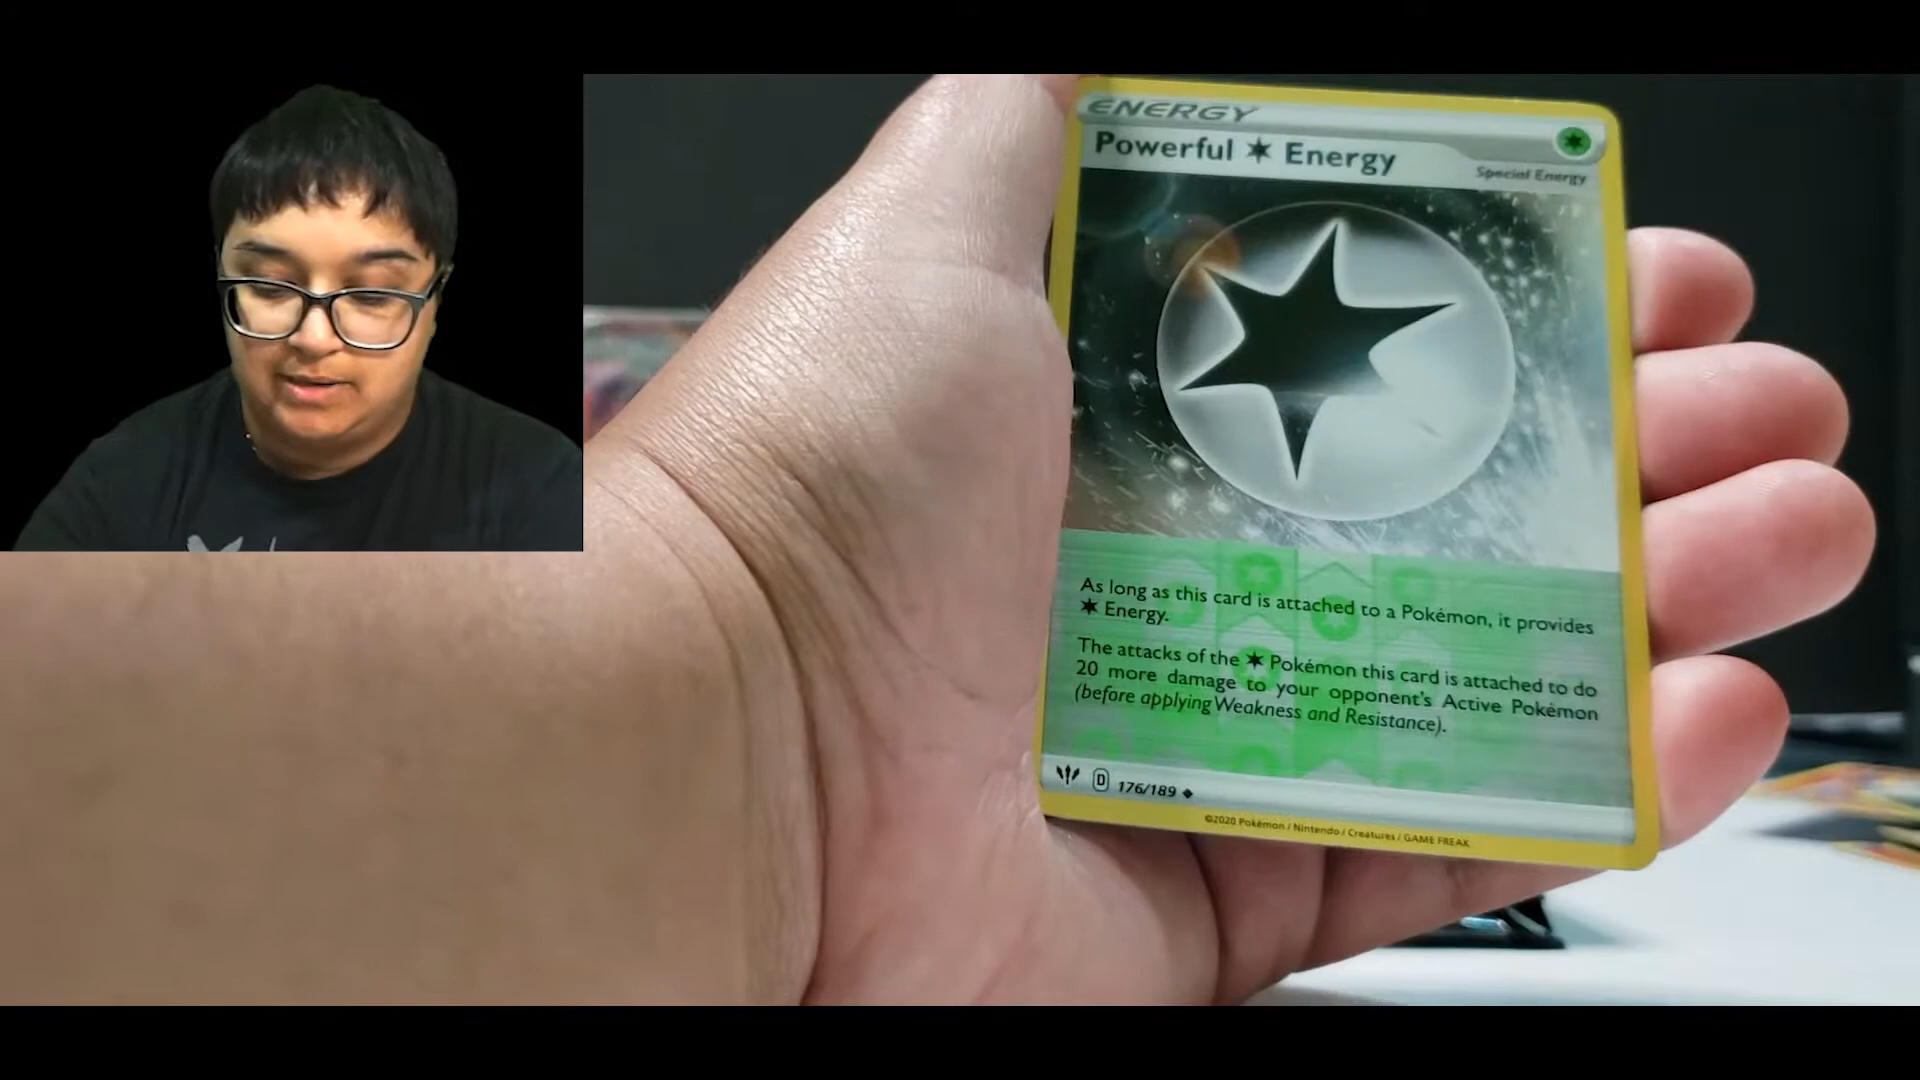 ENERGY
Powerful Energy
Special Energy
As long as this card is attached to a Pokémon, it provides
Energy.
The attacks of the Pokémon this card is attached to do
20 more damage to your opponent's Active Pokémon
(before applying Weakness and Resistance).
D 176/189
©2020 Pokémon / Nintendo / Creatures / GAME FREAK